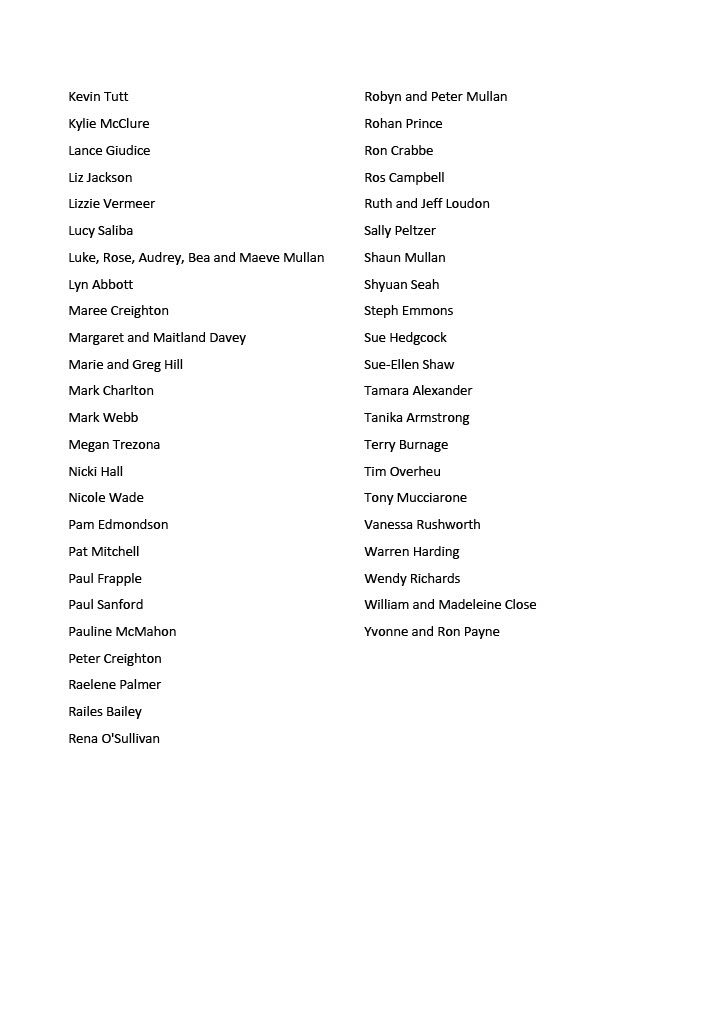 Kevin Tutt
Kylie McClure
Lance Giudice
Liz Jackson
Lizzie Vermeer
Lucy Saliba
Luke, Rose, Audrey, Bea and Maeve Mullan
Lyn Abbott
Maree Creighton
Margaret and Maitland Davey
Marie and Greg Hill
Mark Charlton
Mark Webb
Megan Trezona
Nicki Hall
Nicole Wade
Pam Edmondson
Pat Mitchell
Paul Frapple
Paul Sanford
Pauline McMahon
Peter Creighton
Raelene Palmer
Railes Bailey
Rena O'Sullivan
Robyn and Peter Mullan
Rohan Prince
Ron Crabbe
Ros Campbell
Ruth and Jeff Loudon
Sally Peltzer
Shaun Mullan
Shyuan Seah
Steph Emmons
Sue Hedgcock
Sue-Ellen Shaw
Tamara Alexander
Tanika Armstrong
Terry Burnage
Tim Overheu
Tony Mucciarone
Vanessa Rushworth
Warren Harding
Wendy Richards
William and Madeleine Close
Yvonne and Ron Payne